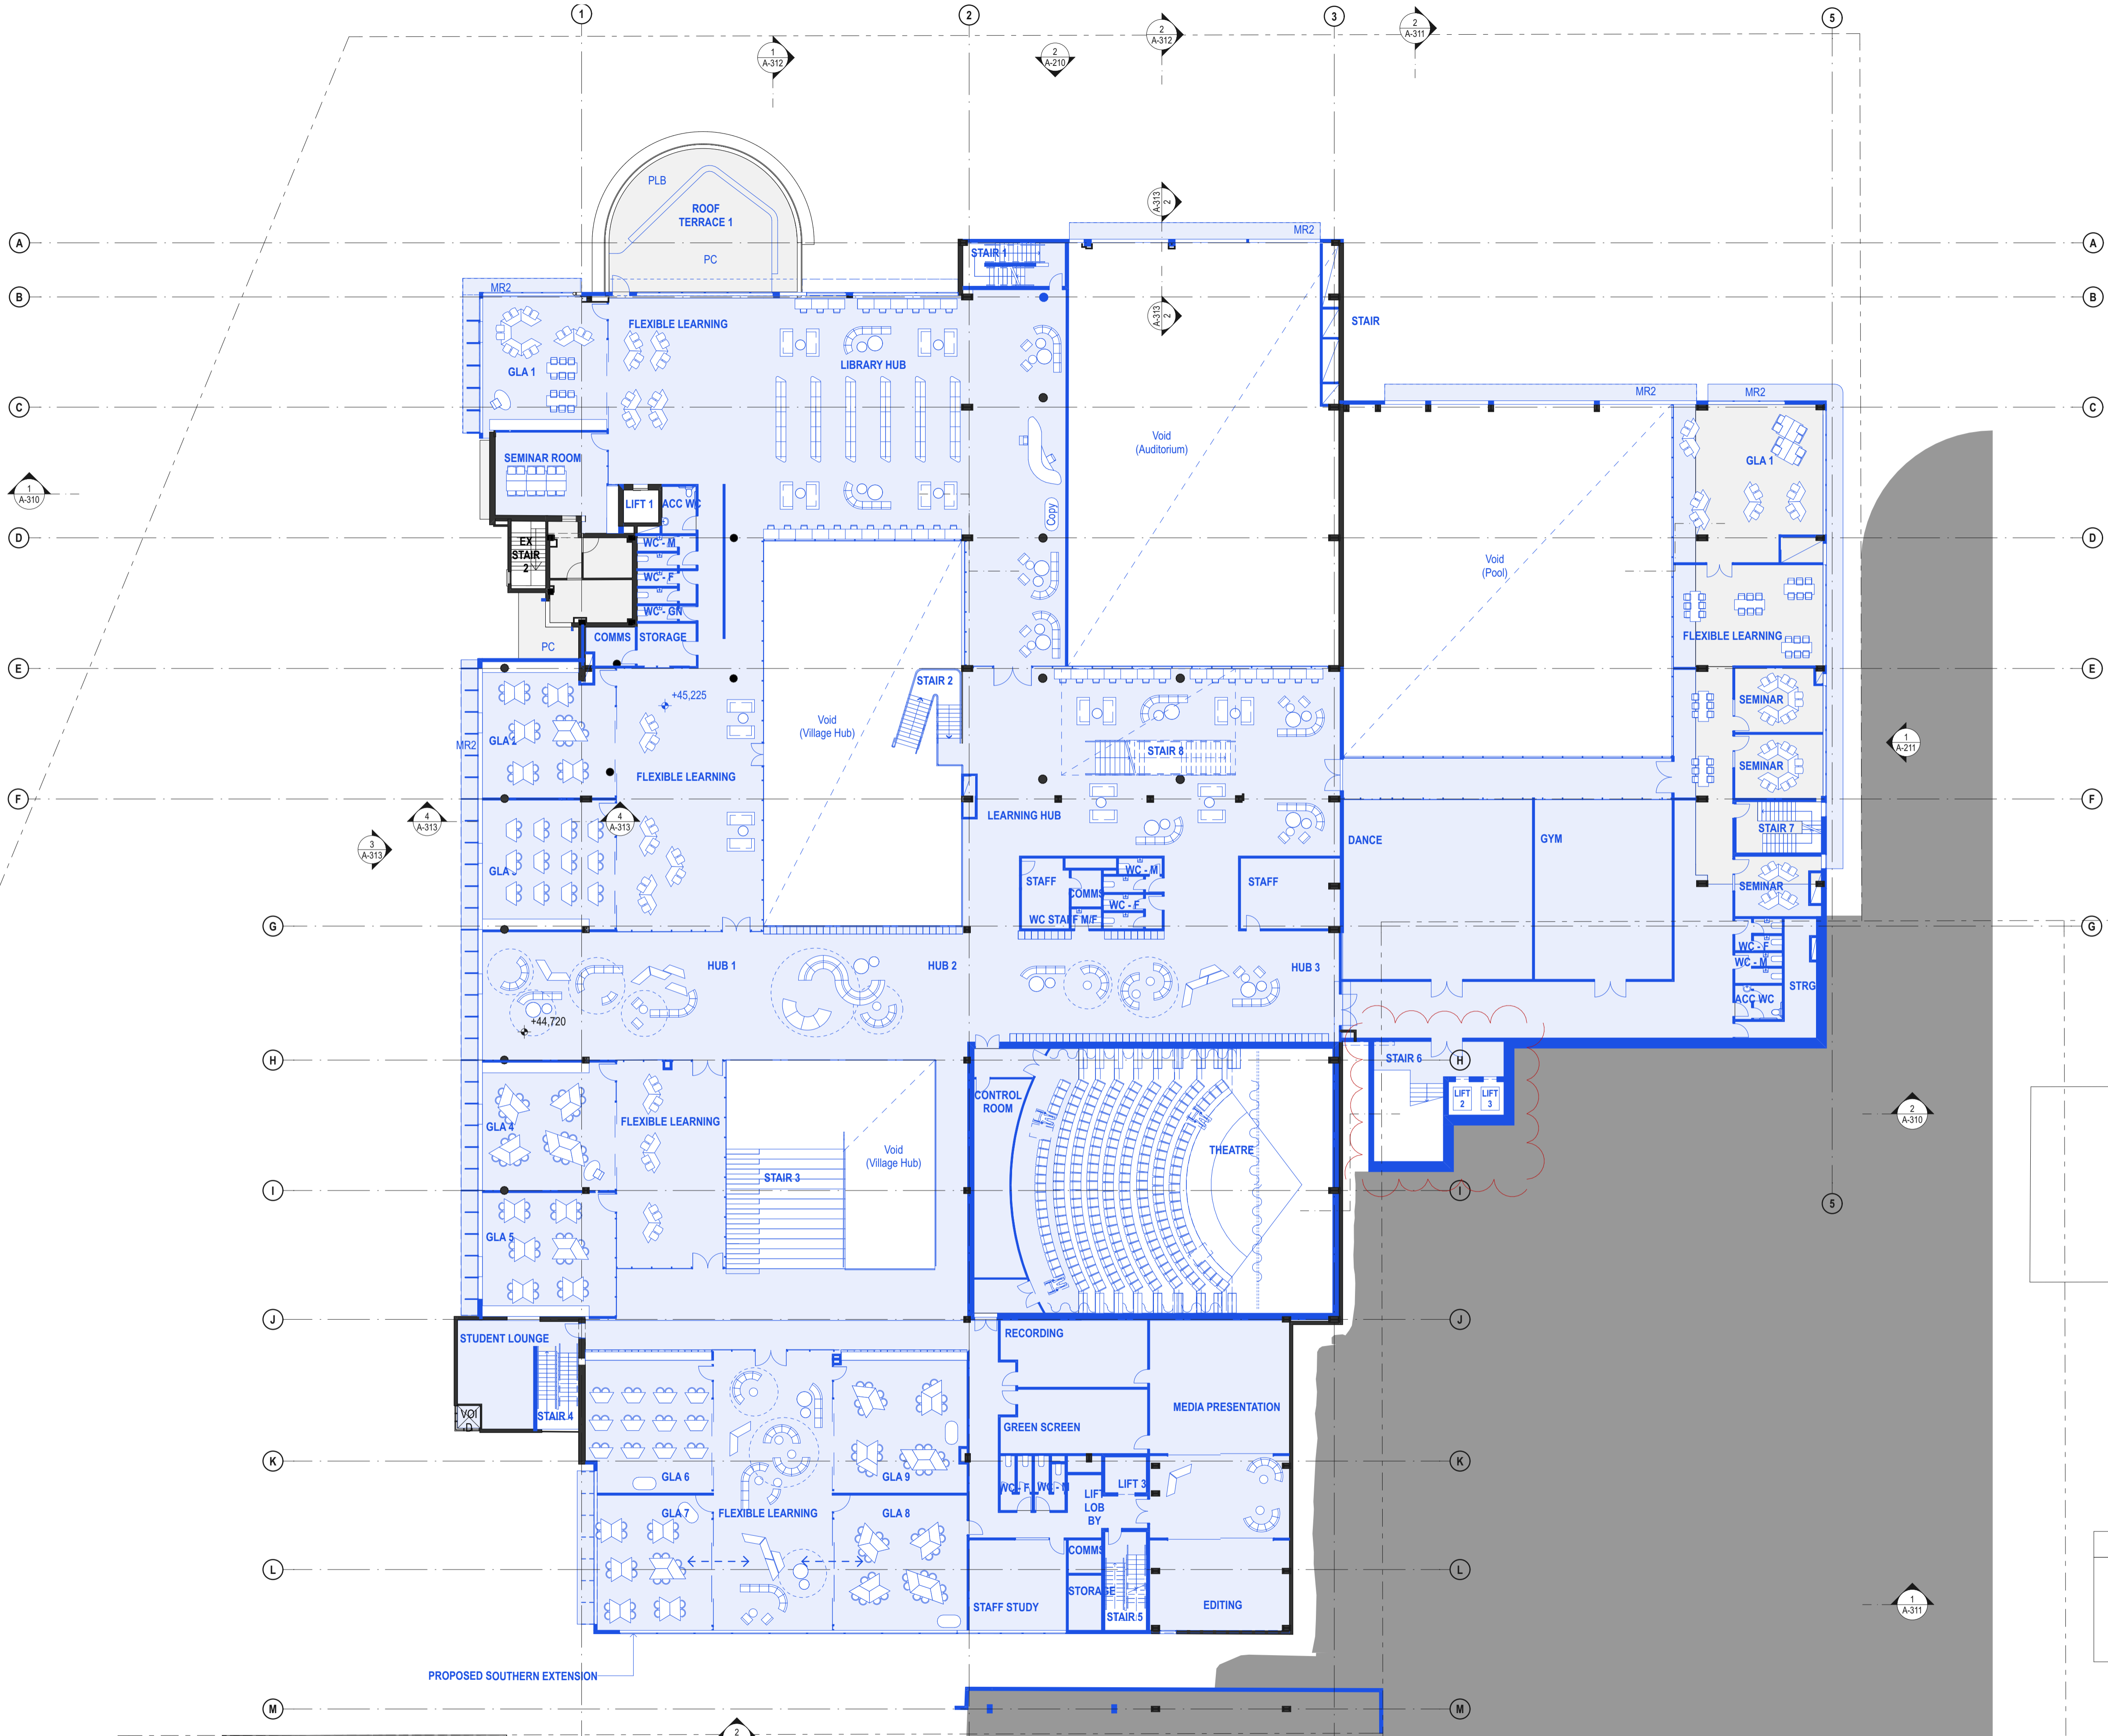 1
2
3
5
1
A-312
2
A-210
2
A-312
2
A-311
PLB
ROOF
TERRACE 1
PC
A-313
2
MR2
A
A
STAIR 1
B
MR2
B
FLEXIBLE LEARNING
A-313
2
STAIR
LIBRARY HUB
GLA 1
MR2
MR2
C
C
Void
(Auditorium)
SEMINAR ROOM
GLA 1
1
A-310
LIFT 1
ACC WC
Copy
D
EX
STAIR
2
WC - M
D
Void
(Pool)
WC - F
WC - GN
COMMS
STORAGE
FLEXIBLE LEARNING
PC
E
E
STAIR 2
+45,225
SEMINAR
Void
(Village Hub)
GLA 2
MR2
STAIR 8
1
A-211
SEMINAR
FLEXIBLE LEARNING
F
F
4
A-313
4
A-313
LEARNING HUB
STAIR 7
DANCE
GYM
3
A-313
GLA 3
STAFF
WC - M
STAFF
SEMINAR
COMMS
WC - F
WC STAFF M/F
G
G
WC - F
HUB 1
HUB 2
HUB 3
WC - M
STRG
ACC WC
+44,720
H
STAIR 6
H
CONTROL
ROOM
LIFT
2
LIFT
3
2
A-310
GLA 4
FLEXIBLE LEARNING
Void
(Village Hub)
THEATRE
STAIR 3
I
I
5
GLA 5
J
J
STUDENT LOUNGE
RECORDING
VOI
D
STAIR 4
MEDIA PRESENTATION
GREEN SCREEN
K
K
GLA 6
GLA 9
WC - F
WC - M
LIFT 3
LIFT
LOB
BY
GLA 7
FLEXIBLE LEARNING
GLA 8
COMMS
L
L
STORAGE
STAFF STUDY
STAIR 5
EDITING
1
A-311
PROPOSED SOUTHERN EXTENSION
M
M
2